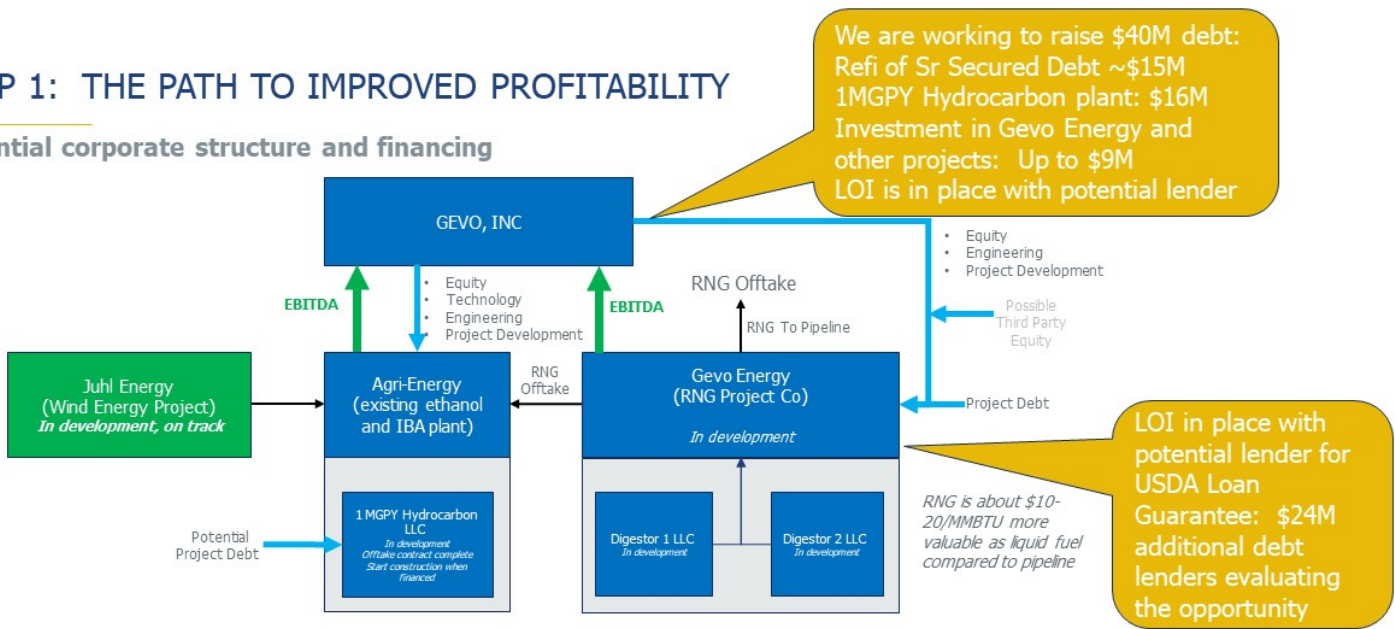 P 1: THE PATH TO IMPROVED PROFITABILITY
ntial corporate structure and financing
We are working to raise $40M debt:
Refi of Sr Secured Debt ~$15M
1MGPY Hydrocarbon plant: $16M
Investment in Gevo Energy and
other projects: Up to $9M
LOI is in place with potential lender
GEVO, INC
• Equity
• Engineering
• Project Development
EBITDA
• Equity
• Technology
• Engineering
• Project Development
EBITDA
RNG Offtake
RNG To Pipeline
Possible
Third Party
Equity
Juhl Energy
(Wind Energy Project)
In development, on track
Agri-Energy
(existing ethanol
and IBA plant)
RNG
Offtake
Gevo Energy
(RNG Project Co)
In development
Project Debt
LOI in place with
potential lender for
USDA Loan
Guarantee: $24M
additional debt
lenders evaluating
the opportunity
Potential
Project Debt
1 MGPY Hydrocarbon
LLC
In development
Offtake contract complete
Start construction when
financed
Digestor 1 LLC
In development
Digestor 2 LLC
In development
RNG is about $10-
20/MMBTU more
valuable as liquid fuel
compared to pipeline